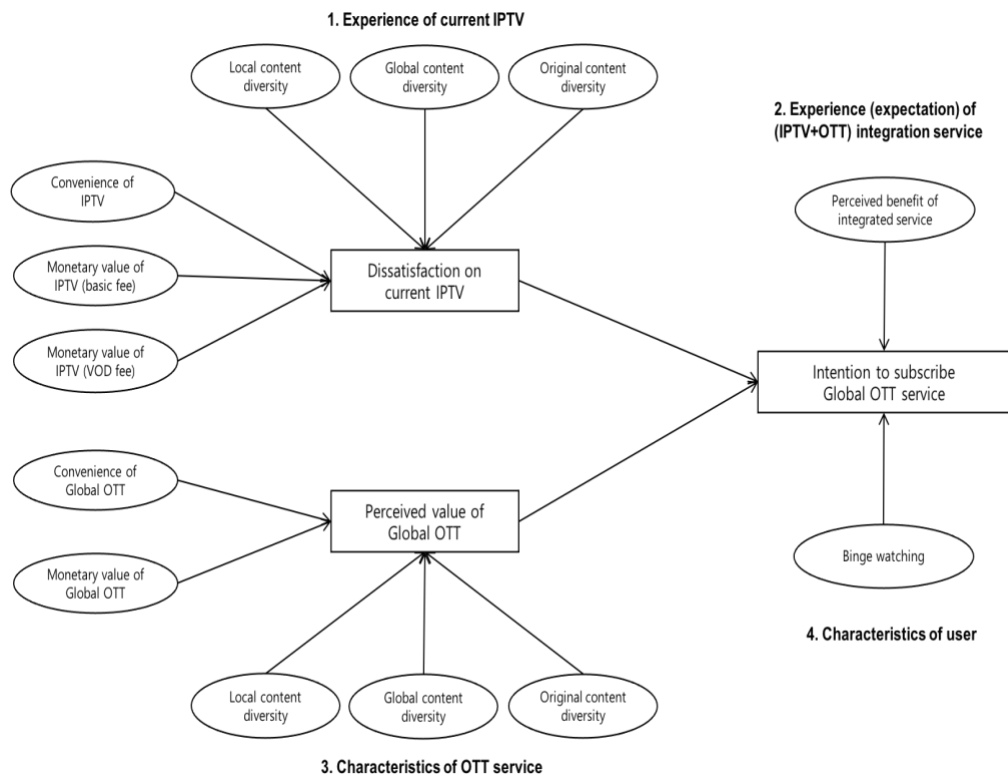 1. Experience of current IPTV
Local content
diversity
Global content
diversity
Original content
diversity
2. Experience (expectation) of
(IPTV+OTT) integration service
Convenience of
IPTV
Perceived benefit of
integrated service
Monetary value of
IPTV (basic fee)
Dissatisfaction on
current IPTV
Monetary value of
IPTV (VOD fee)
Intention to subscribe
Global OTT service
Convenience of
Global OTT
Perceived value of
Global OTT
Monetary value of
Global OTT
Binge watching
4. Characteristics of user
Local content
diversity
Global content
diversity
Original content
diversity
3. Characteristics of OTT service